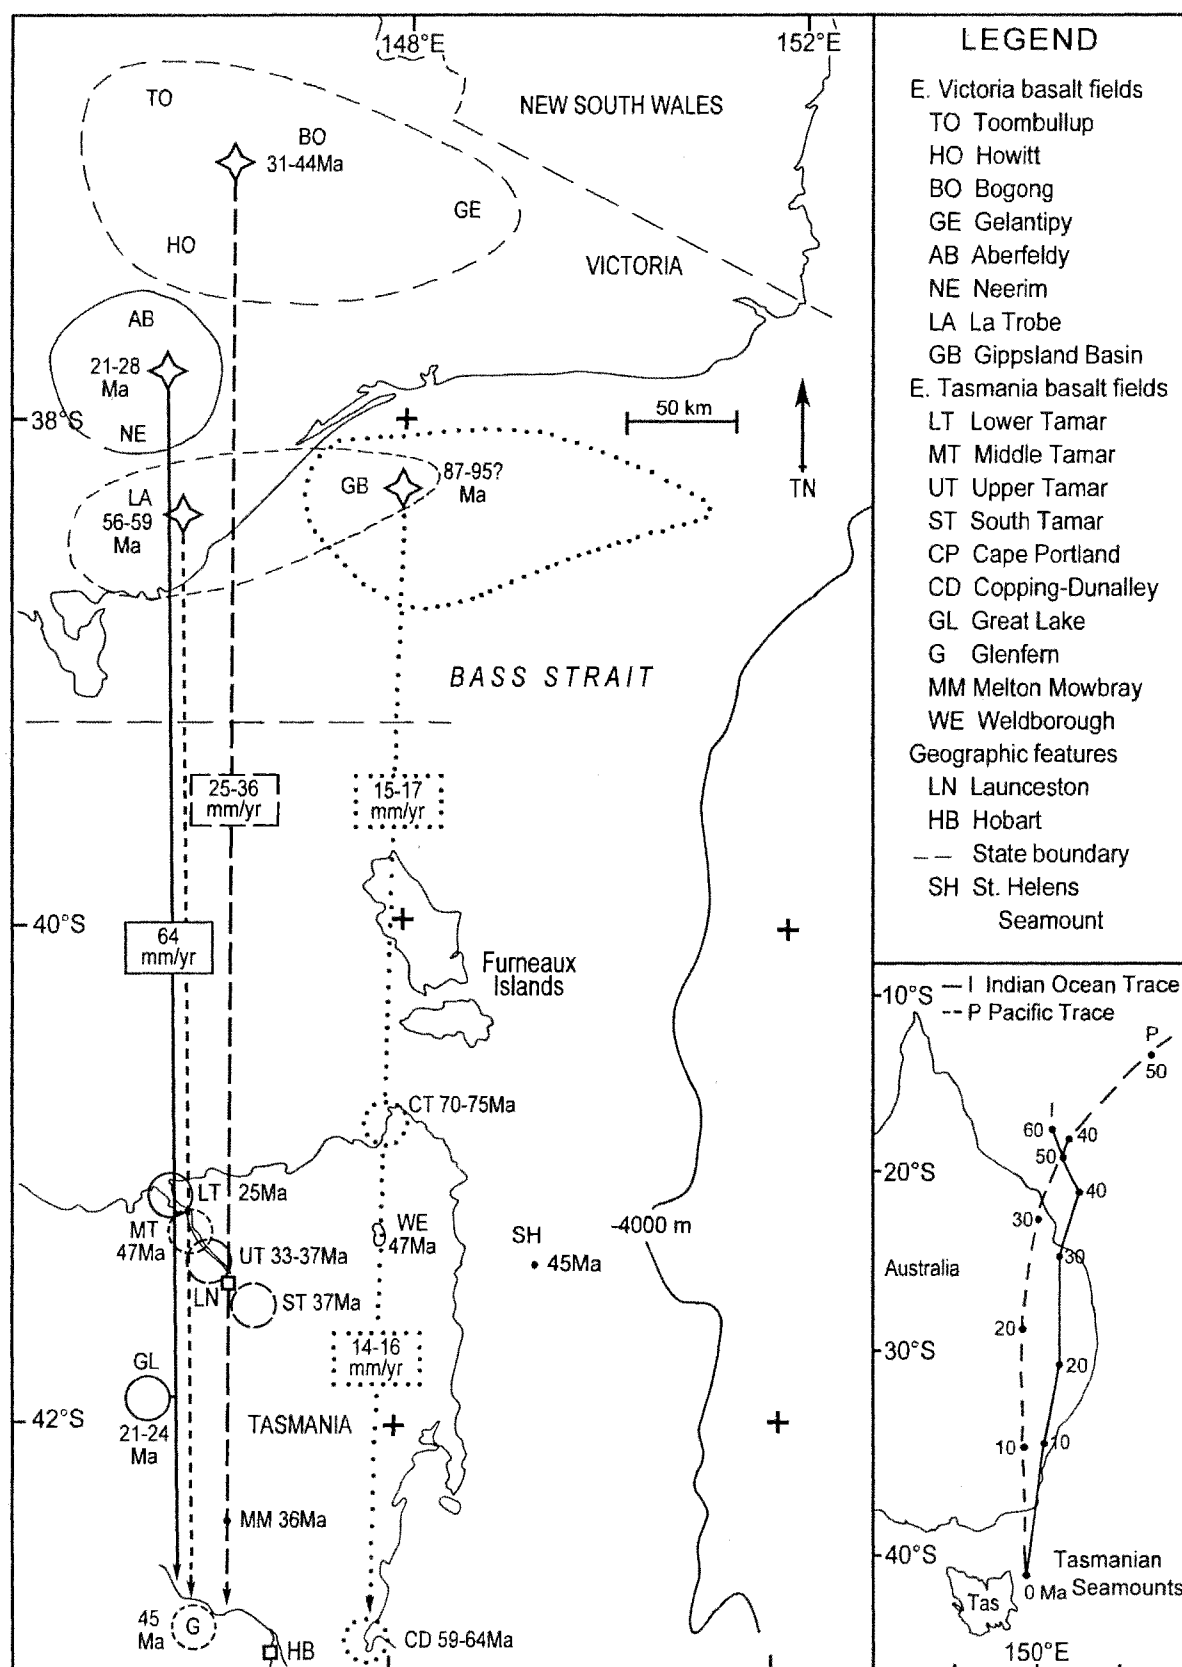 148°E
152°E
TO
NEW SOUTH WALES
BO
31-44Ma
GE
HO
VICTORIA
AB
21-28
Ma
NE
38°S
50 km
TN
LA
56-59
Ma
GB
87-95?
Ma
BASS STRAIT
25-36
mm/yr
15-17
mm/yr
64
mm/yr
40°S
Furneaux
Islands
CT 70-75Ma
LT 25Ma
MT
47Ma
WE
47Ma
SH
45Ma
-4000 m
UT 33-37Ma
LN
ST 37Ma
14-16
mm/yr
GL
21-24
Ma
42°S
TASMANIA
MM 36Ma
45
Ma
G
HB
CD 59-64Ma
LEGEND
E. Victoria basalt fields
TO Toombullup
HO Howitt
BO Bogong
GE Gelantipy
AB Aberfeldy
NE Neerim
LA La Trobe
GB Gippsland Basin
E. Tasmania basalt fields
LT Lower Tamar
MT Middle Tamar
UT Upper Tamar
ST South Tamar
CP Cape Portland
CD Copping-Dunalley
GL Great Lake
G Glenfern
MM Melton Mowbray
WE Weldborough
Geographic features
LN Launceston
HB Hobart
State boundary
SH St. Helens
Seamount
I Indian Ocean Trace
P Pacific Trace
10°S
P
50
60
40
50
20°S
40
30
30
Australia
20
30°S
20
10
10
40°S
Tasmanian
Seamounts
0 Ma
Tas
150°E